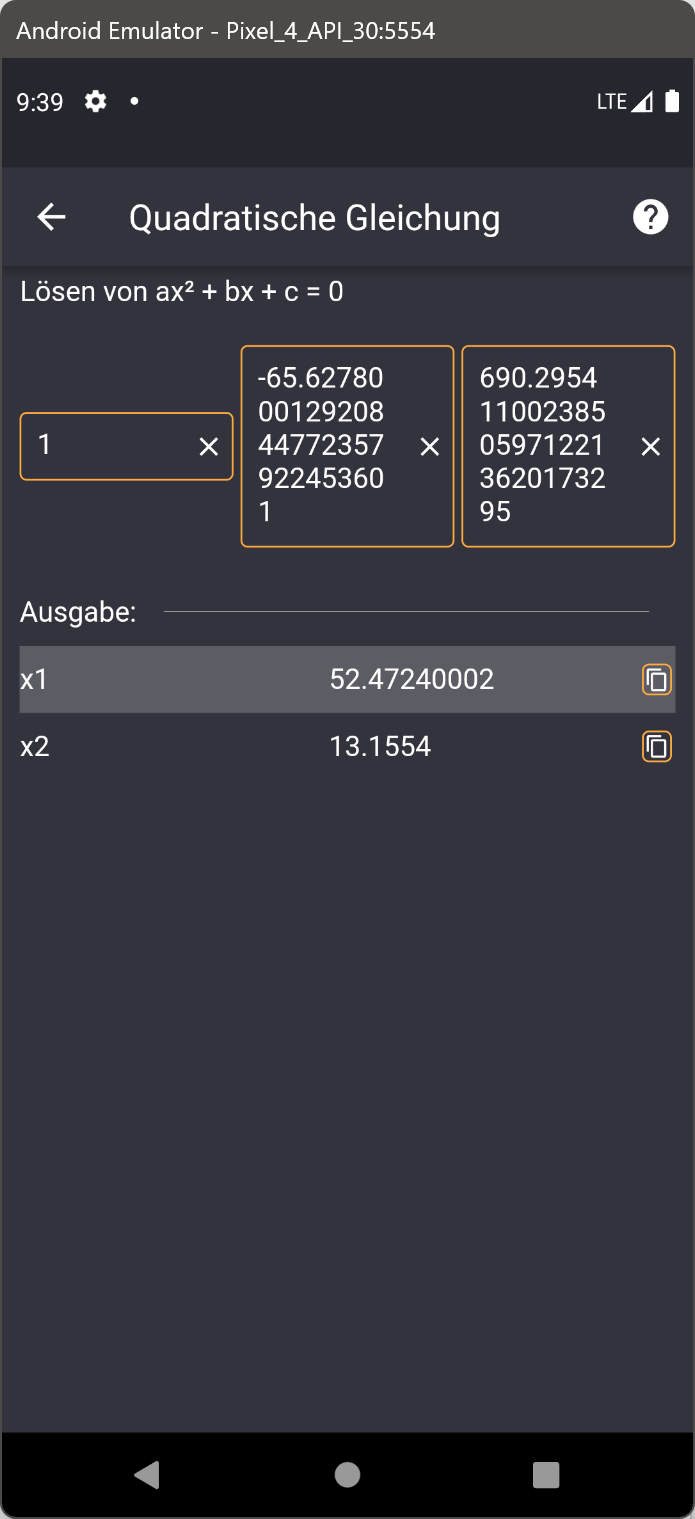 Android Emulator - Pixel_4_API_30:5554
9:39
LTE
Quadratische Gleichung
Lösen von ax² + bx + c = 0
1
-65.62780
00129208
44772357
92245360
1
690.2954
11002385
05971221
36201732
95
Ausgabe:
x1 52.47240002
x2 13.1554